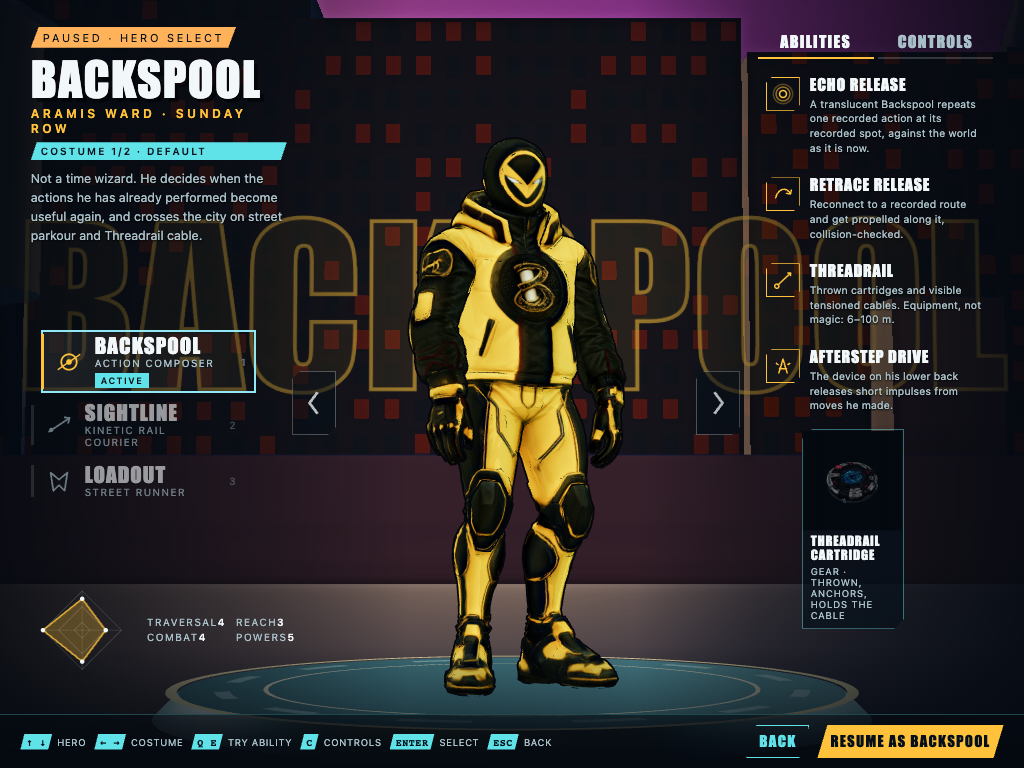 PAUSED · HERO SELECT
BACKSPOOL
ARAMIS WARD · SUNDAY
ROW
COSTUME 1/2 · DEFAULT
Not a time wizard. He decides when the
actions he has already performed become
useful again, and crosses the city on street
parkour and Threadrail cable.
BACKSPOOL
BACKSPOOL
ACTION COMPOSER
1
ACTIVE
SIGHTLINE
KINETIC RAIL
COURIER
2
LOADOUT
STREET RUNNER
3
TRAVERSAL4 REACH3
COMBAT4 POWERS5
ABILITIES CONTROLS
ECHO RELEASE
A translucent Backspool repeats
one recorded action at its
recorded spot, against the world
as it is now.
RETRACE RELEASE
Reconnect to a recorded route
and get propelled along it,
collision-checked.
THREADRAIL
Thrown cartridges and visible
tensioned cables. Equipment, not
magic: 6–100 m.
AFTERSTEP DRIVE
The device on his lower back
releases short impulses from
moves he made.
THREADRAIL
CARTRIDGE
GEAR ·
THROWN,
ANCHORS,
HOLDS THE
CABLE
↑ ↓ HERO ← → COSTUME Q E TRY ABILITY C CONTROLS ENTER SELECT ESC BACK
BACK
RESUME AS BACKSPOOL